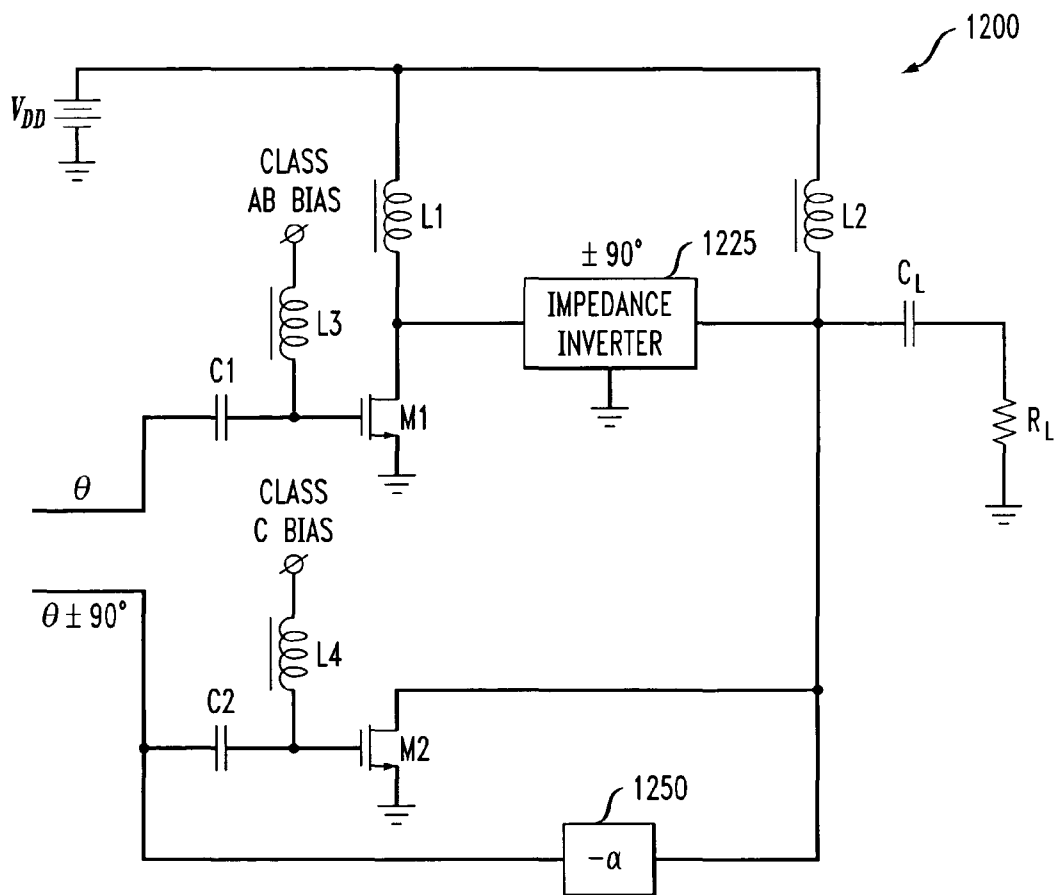 1200
V_DD
CLASS
AB BIAS
L1
L2
± 90°
1225
C_L
L3
IMPEDANCE
INVERTER
C1
M1
R_L
θ
CLASS
C BIAS
θ ± 90°
L4
C2
M2
1250
-α